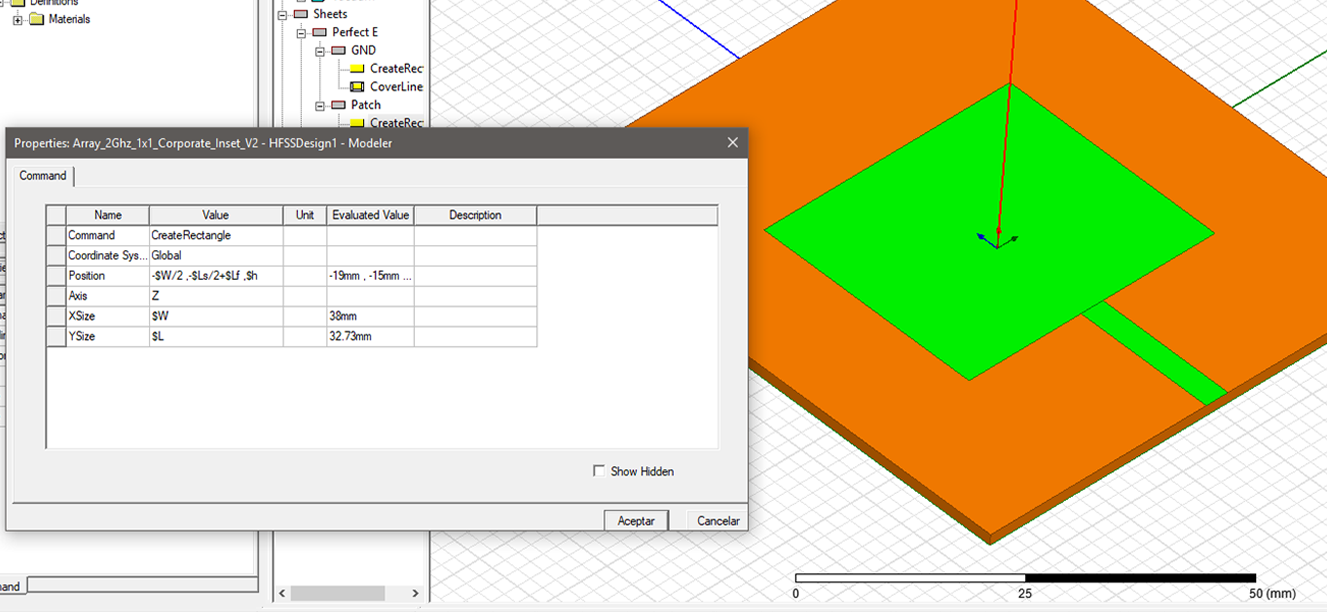 Definitions
Materials
Sheets
Perfect E
GND
CreateRec
CoverLine
Patch
CreateRec
Properties: Array_2Ghz_1x1_Corporate_Inset_V2 - HFSSDesign1 - Modeler
Command
Name Value Unit Evaluated Value Description
Command CreateRectangle
Coordinate Sys... Global
Position -$W/2 ,-$Ls/2+$Lf ,$h -19mm , -15mm ...
Axis Z
XSize $W 38mm
YSize $L 32.73mm
Show Hidden
Aceptar Cancelar
0 25 50 (mm)